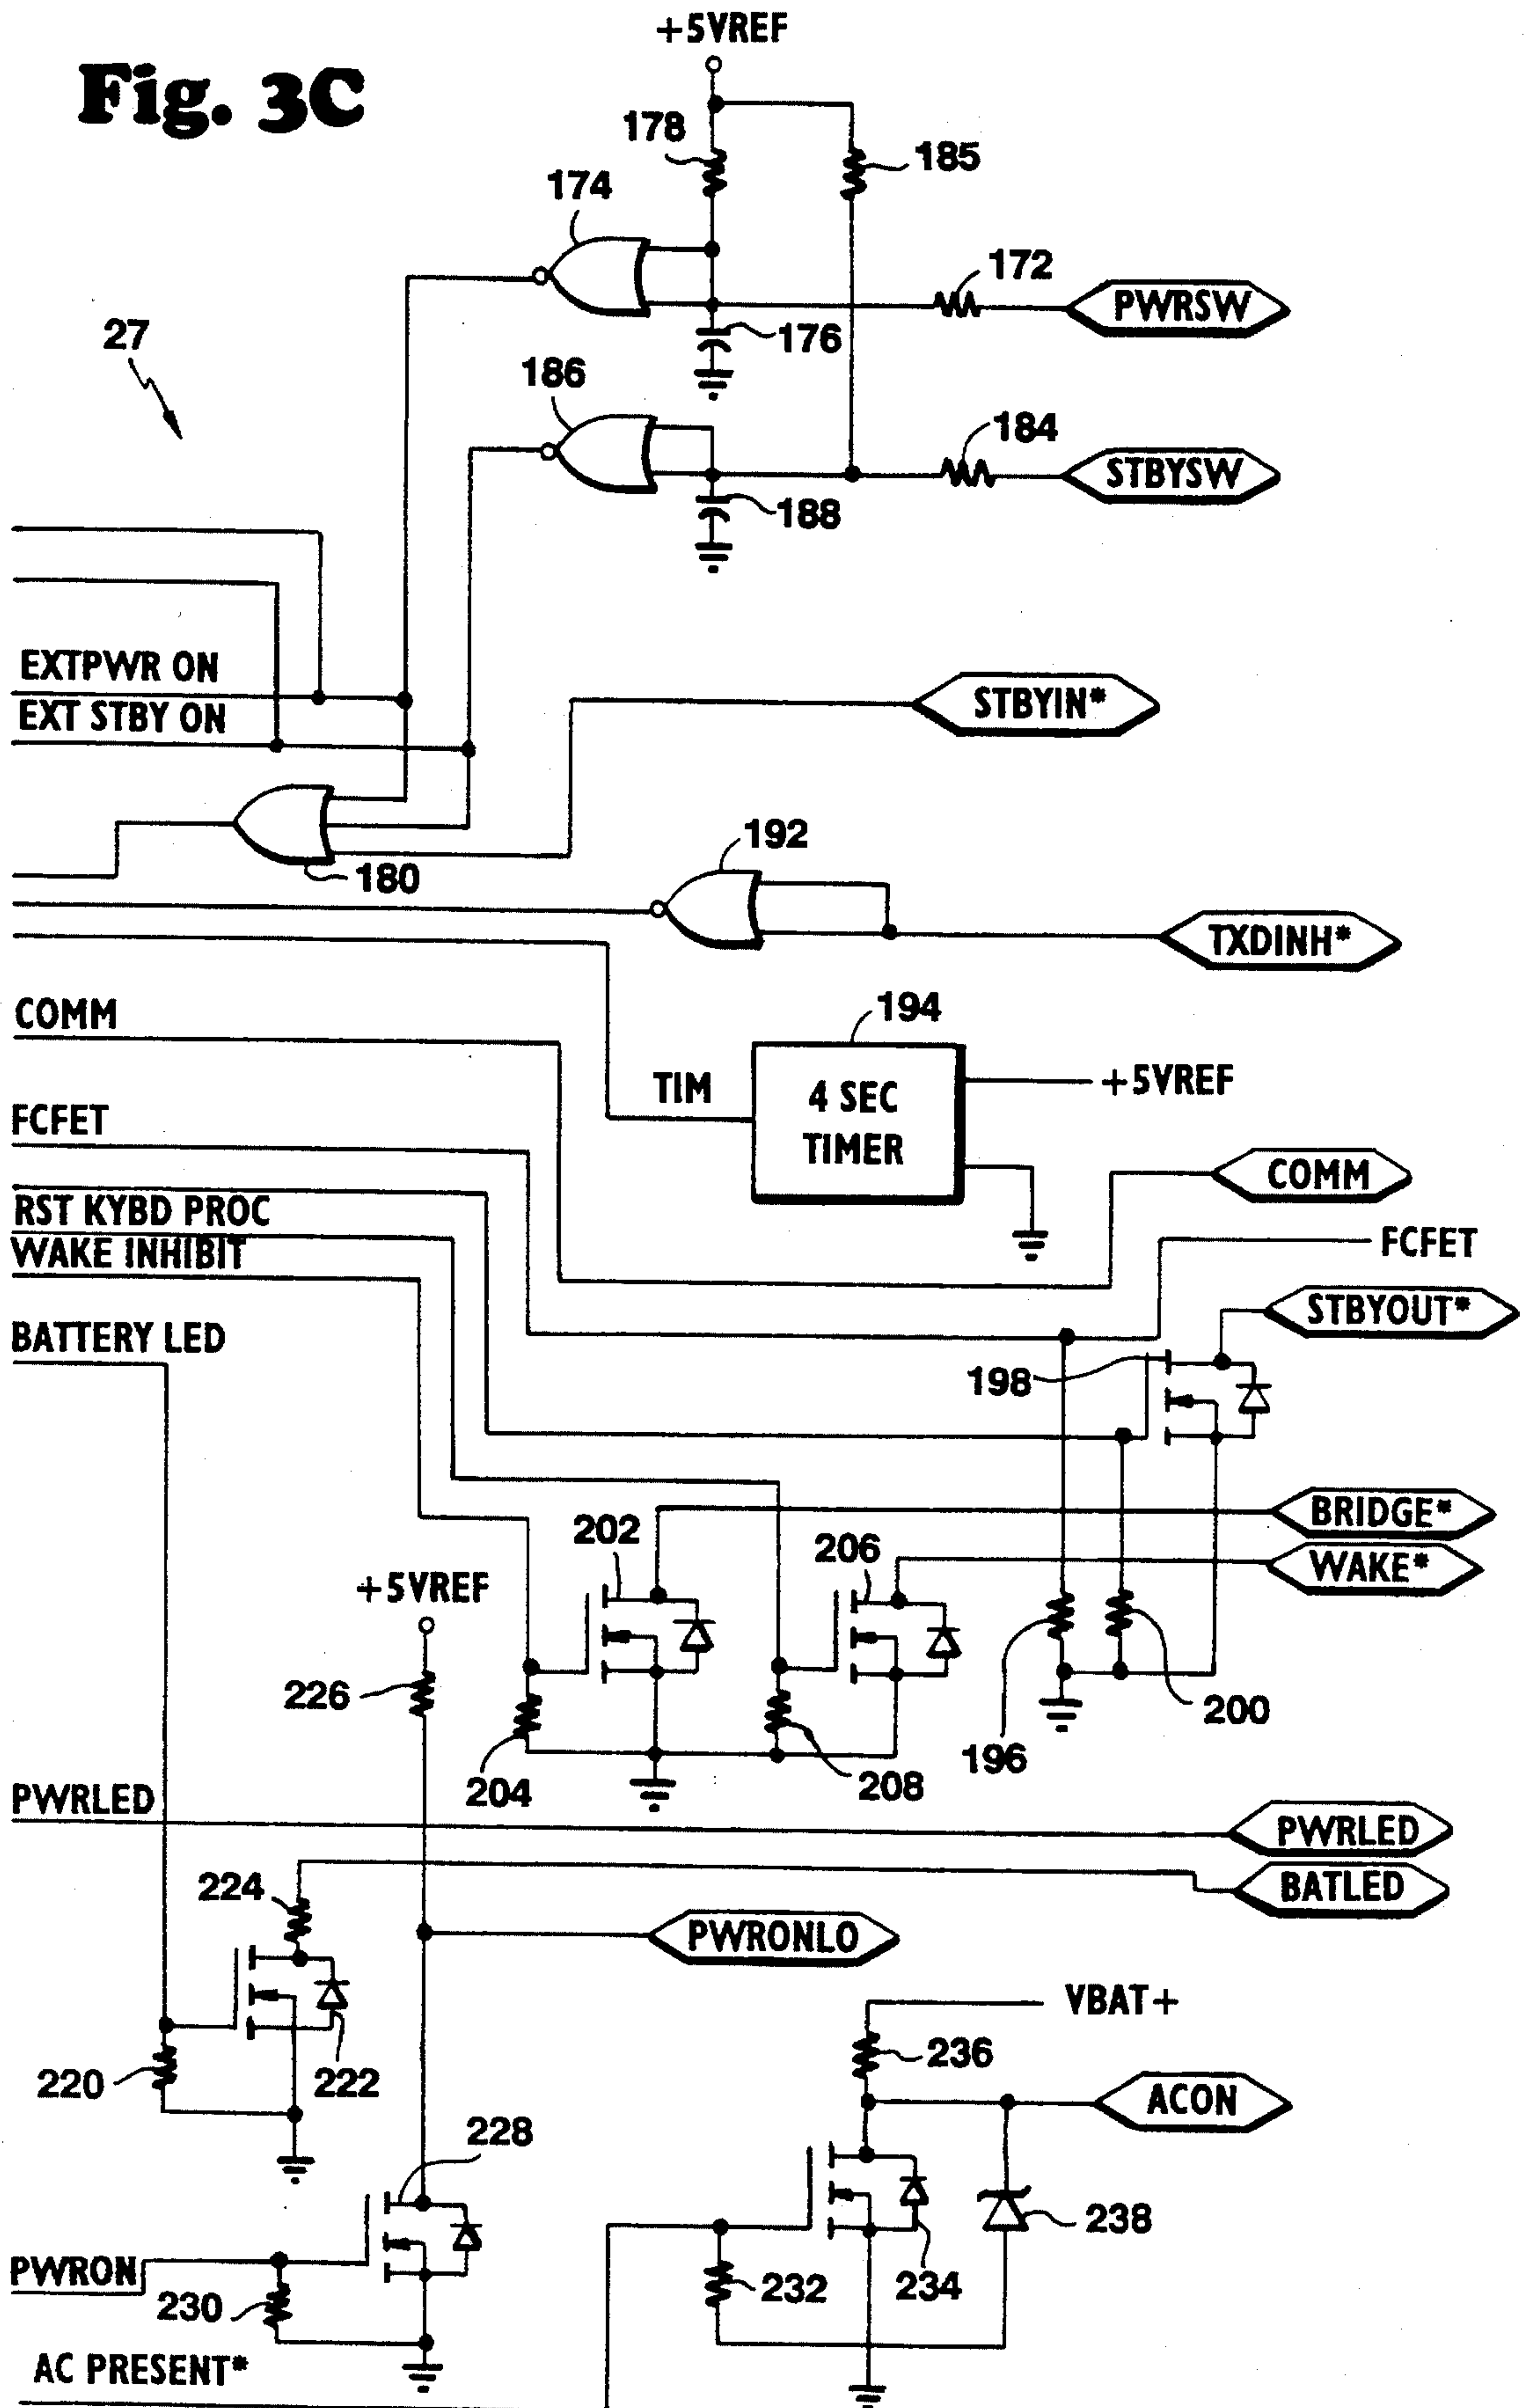 Fig. 3C
+5VREF
178
185
174
172
PWRSW
27
176
186
184
STBYSW
188
EXTPWR ON
STBYIN*
EXT STBY ON
192
180
TXDINH*
194
COMM
TIM
4 SEC
TIMER
+5VREF
FCFET
COMM
RST KYBD PROC
WAKE INHIBIT
FCFET
STBYOUT*
BATTERY LED
198
BRIDGE*
202
206
WAKE*
+5VREF
226
200
196
204
208
PWRLED
PWRLED
224
BATLED
PWRONLO
VBAT+
236
220
222
ACON
228
238
PWRON
232
234
230
AC PRESENT*